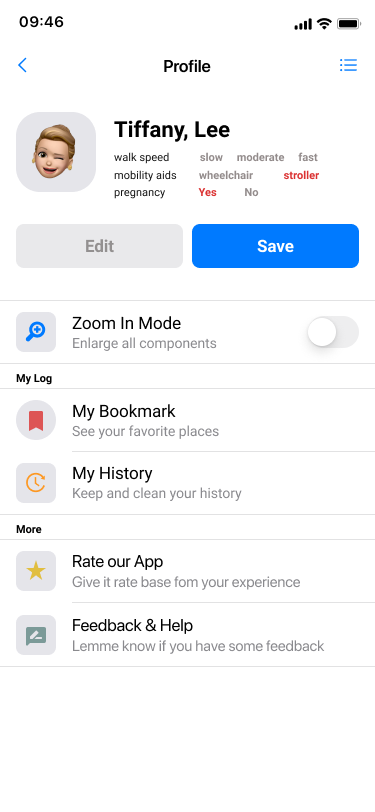 09:46
Profile
Tiffany, Lee
walk speed slow moderate fast
mobility aids wheelchair stroller
pregnancy Yes No
Edit Save
Zoom In Mode
Enlarge all components
My Log
My Bookmark
See your favorite places
My History
Keep and clean your history
More
Rate our App
Give it rate base fom your experience
Feedback & Help
Lemme know if you have some feedback